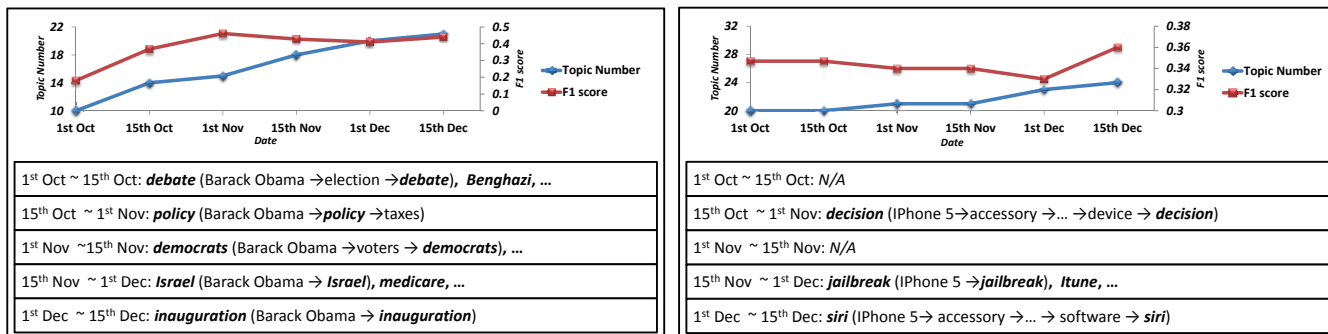 22
18
14
10
Topic Number
0.5
0.4
0.3
0.2
0.1
0
F1 score
Topic Number
F1 score
1st Oct 15th Oct 1st Nov 15th Nov 1st Dec 15th Dec
Date
1st Oct ~ 15th Oct: debate (Barack Obama →election →debate), Benghazi, ...
15th Oct ~ 1st Nov: policy (Barack Obama →policy →taxes)
1st Nov ~15th Nov: democrats (Barack Obama →voters → democrats), ...
15th Nov ~ 1st Dec: Israel (Barack Obama → Israel), medicare, ...
1st Dec ~ 15th Dec: inauguration (Barack Obama → inauguration)
32
28
24
20
Topic Number
0.38
0.36
0.34
0.32
0.3
F1 score
Topic Number
F1 score
1st Oct 15th Oct 1st Nov 15th Nov 1st Dec 15th Dec
Date
1st Oct ~ 15th Oct: N/A
15th Oct ~ 1st Nov: decision (IPhone 5→accessory →... →device → decision)
1st Nov ~ 15th Nov: N/A
15th Nov ~ 1st Dec: jailbreak (IPhone 5 →jailbreak), Itune, ...
1st Dec ~ 15th Dec: siri (IPhone 5→ accessory →... → software → siri)